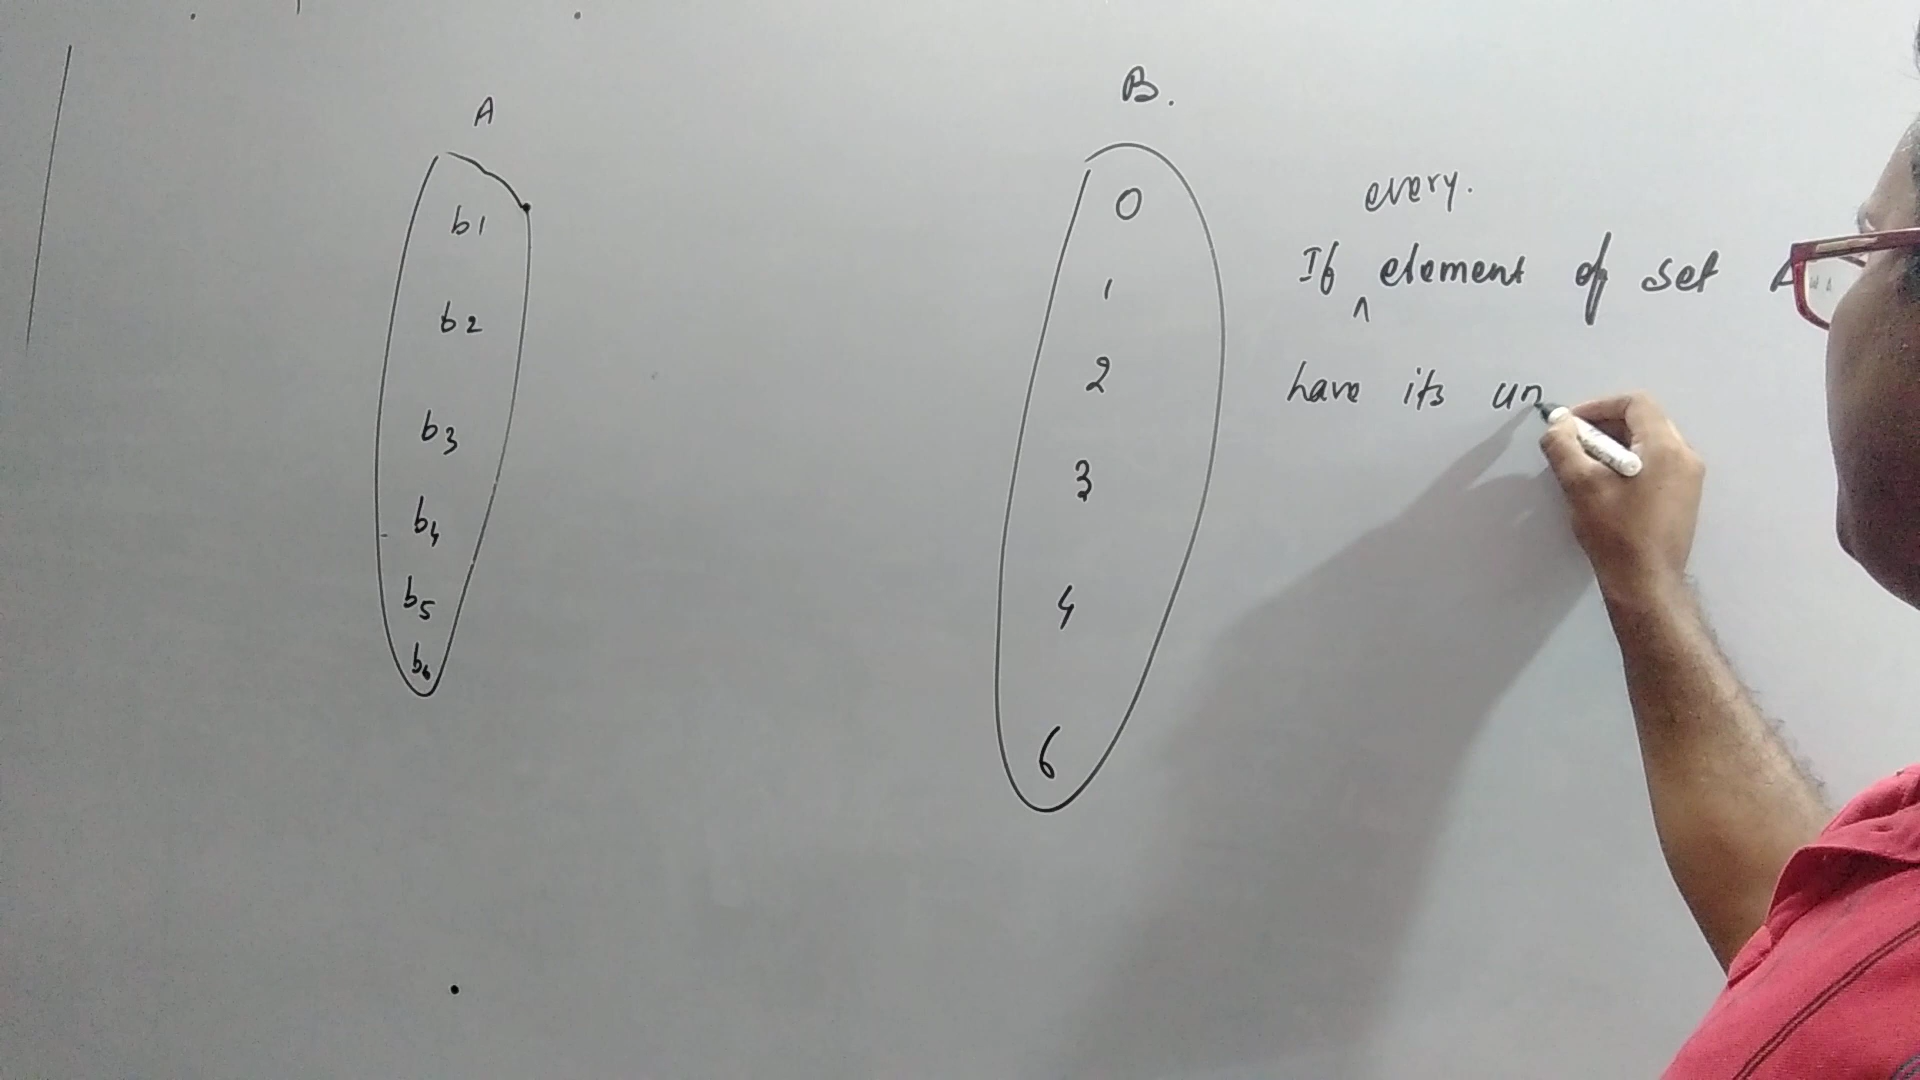 A
b1
b2
b3
b4
b5
b6
B.
0
1
2
3
4
6
every.
If ^ element of set
have its un